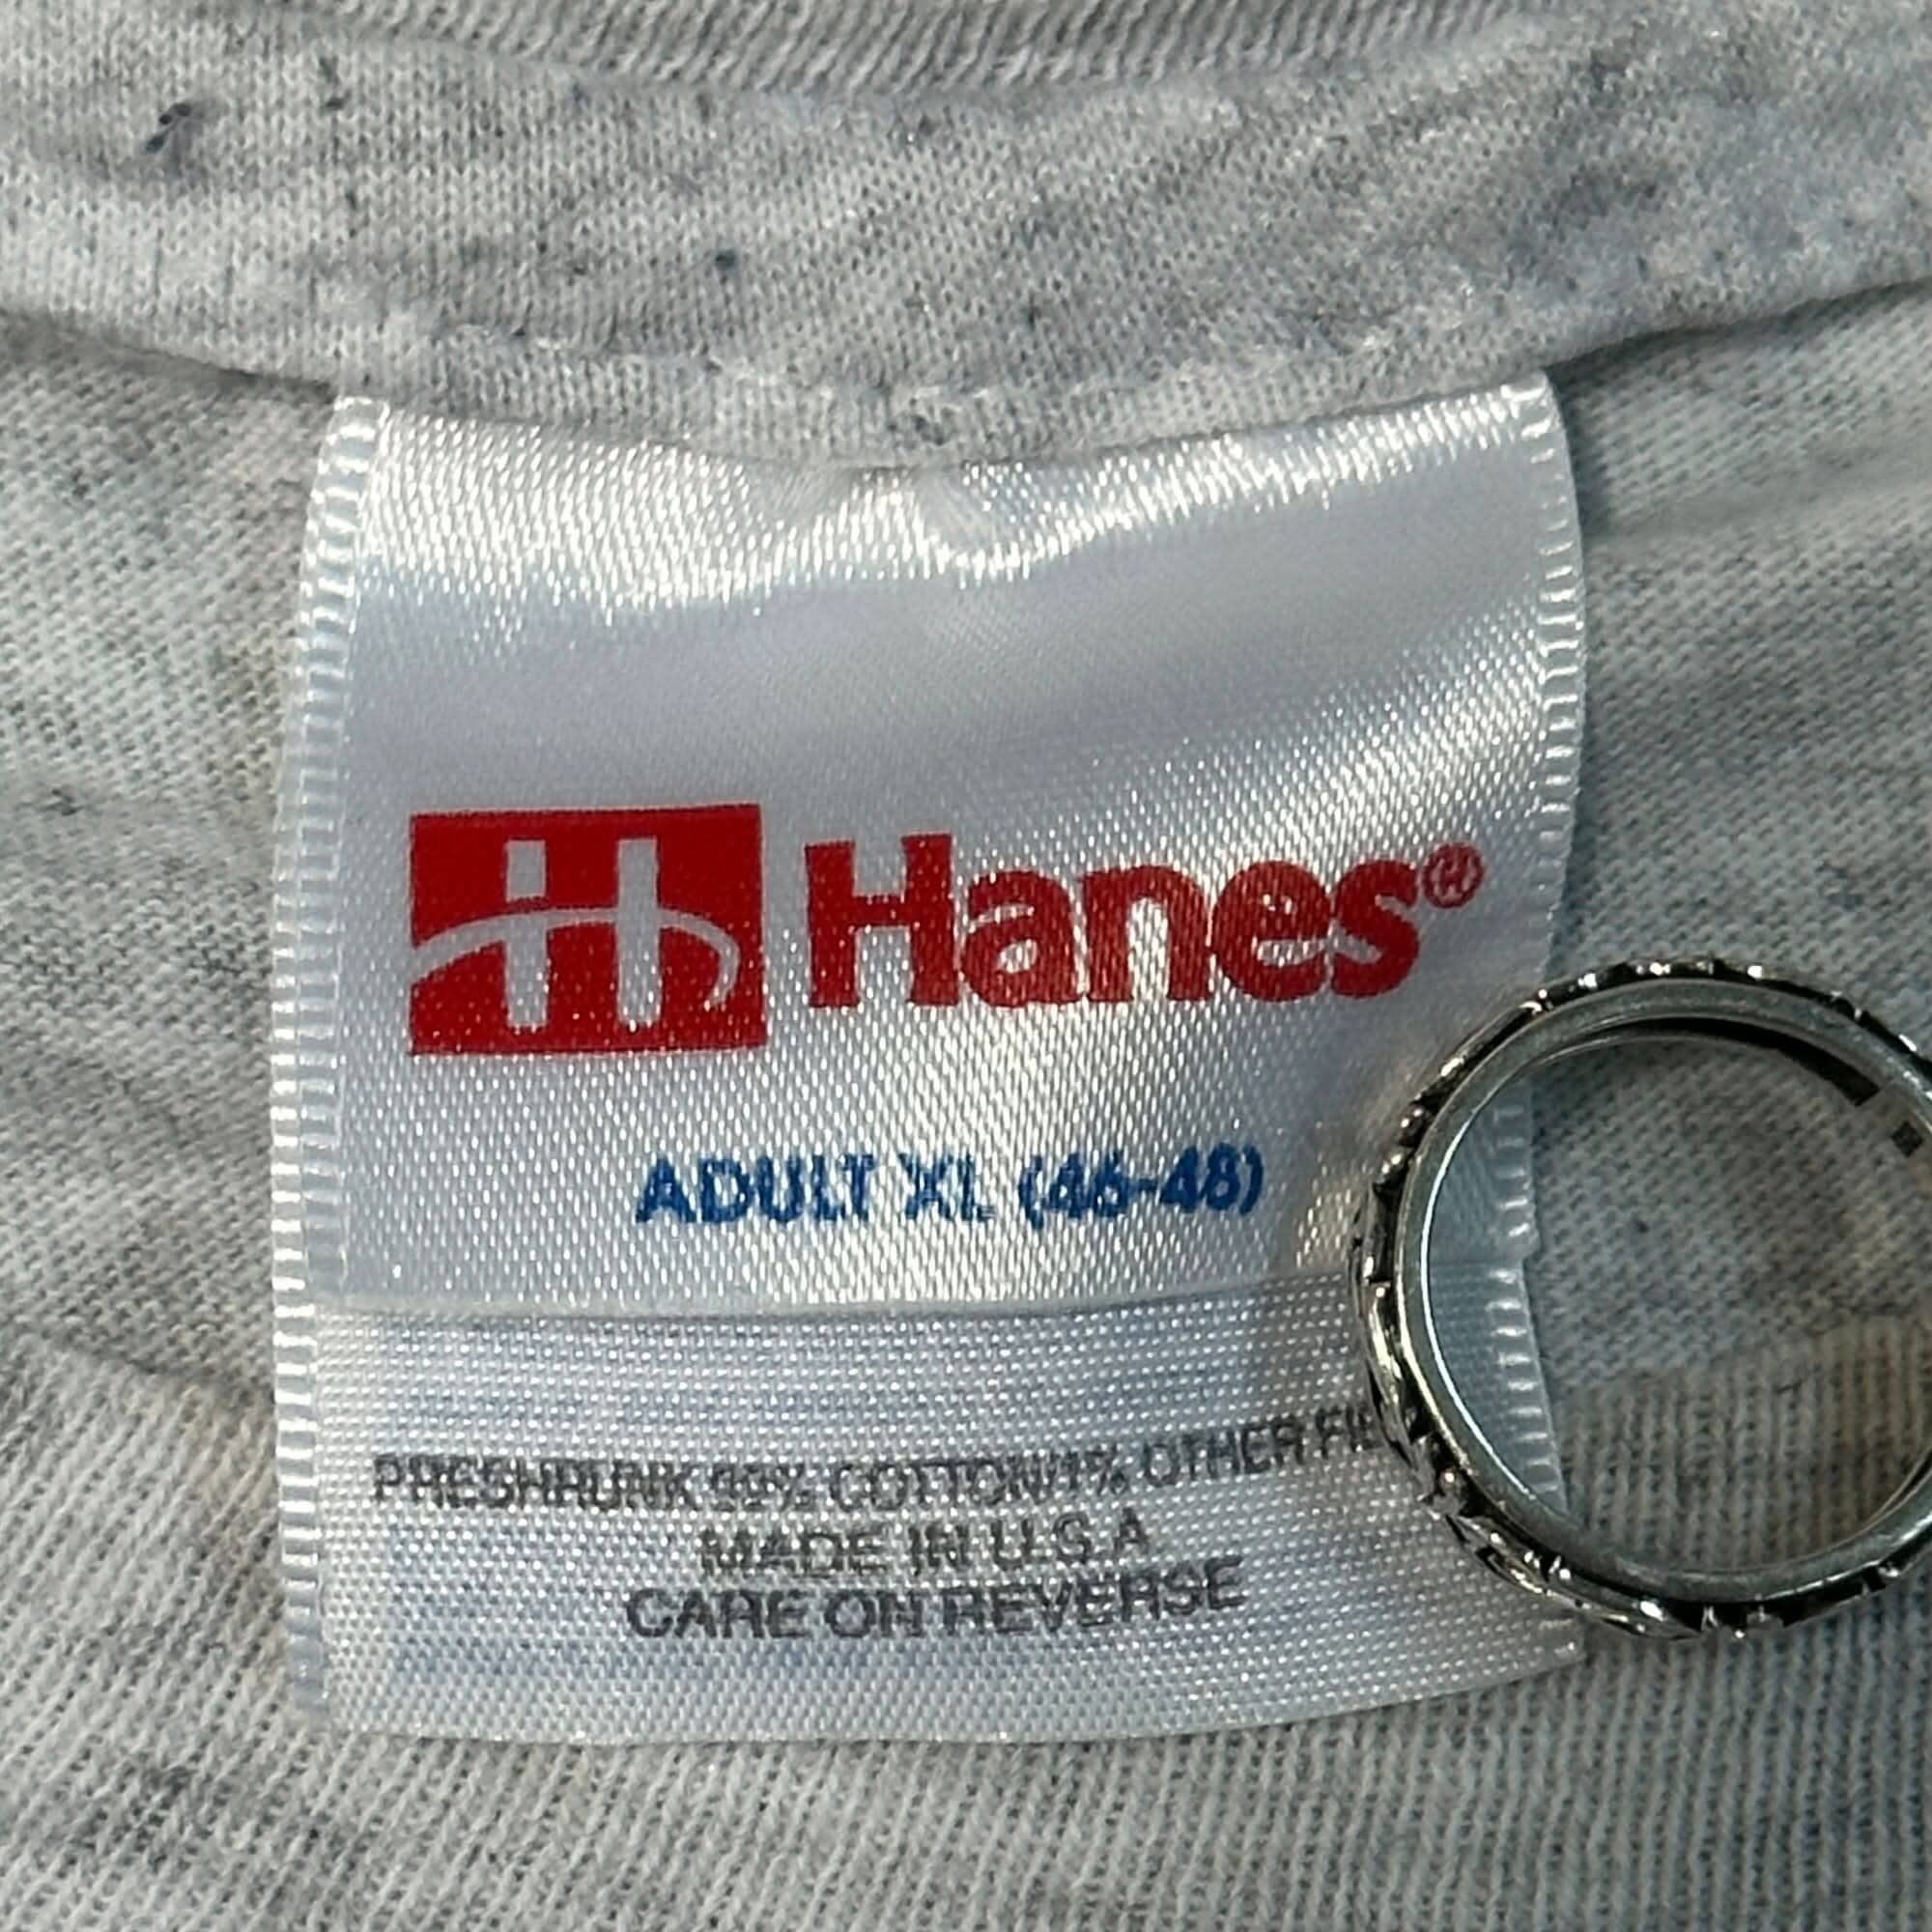 H Hanes®
ADULT XL (46-48)
PRESHRUNK 99% COTTON/1% OTHER
MADE IN U.S.A
CARE ON REVERSE